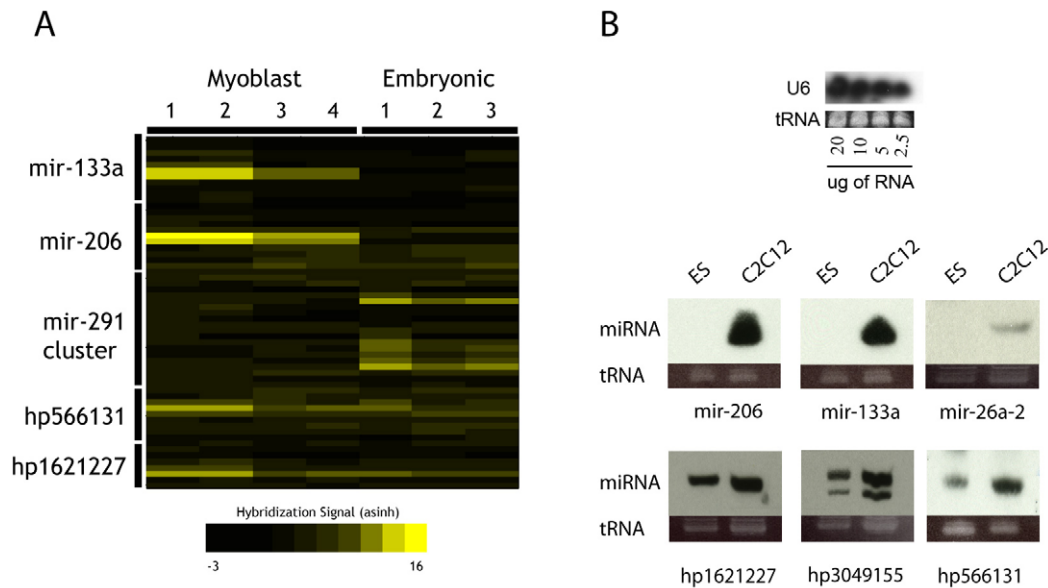 A
Myoblast Embryonic
1 2 3 4 1 2 3
mir-133a
mir-206
mir-291
cluster
hp566131
hp1621227
Hybridization Signal (asinh)
-3 16
B
U6
tRNA
20 10 5 2.5
ug of RNA
ES C2C12 ES C2C12 ES C2C12
miRNA
tRNA
mir-206 mir-133a mir-26a-2
miRNA
tRNA
hp1621227 hp3049155 hp566131